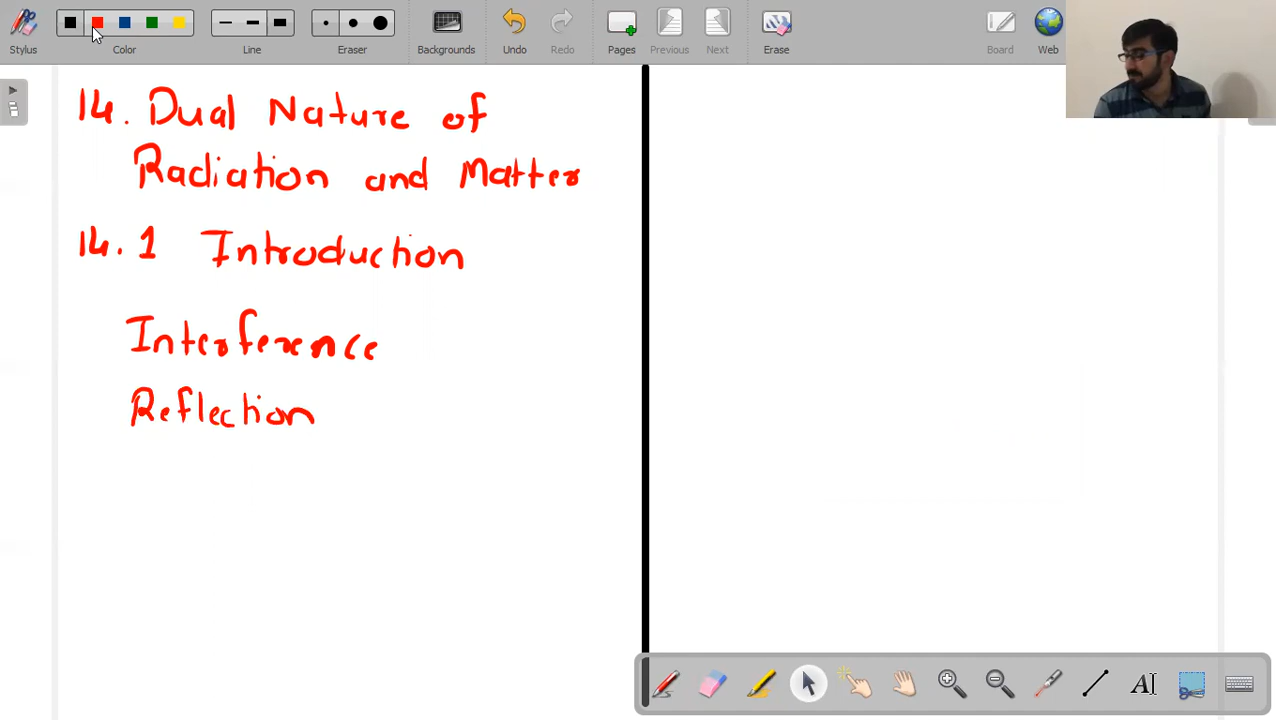 Stylus Color Line Eraser Backgrounds Undo Redo Pages Previous Next Erase Board Web
14. Dual Nature of
Radiation and Matter
14.1 Introduction
Interference
Reflection